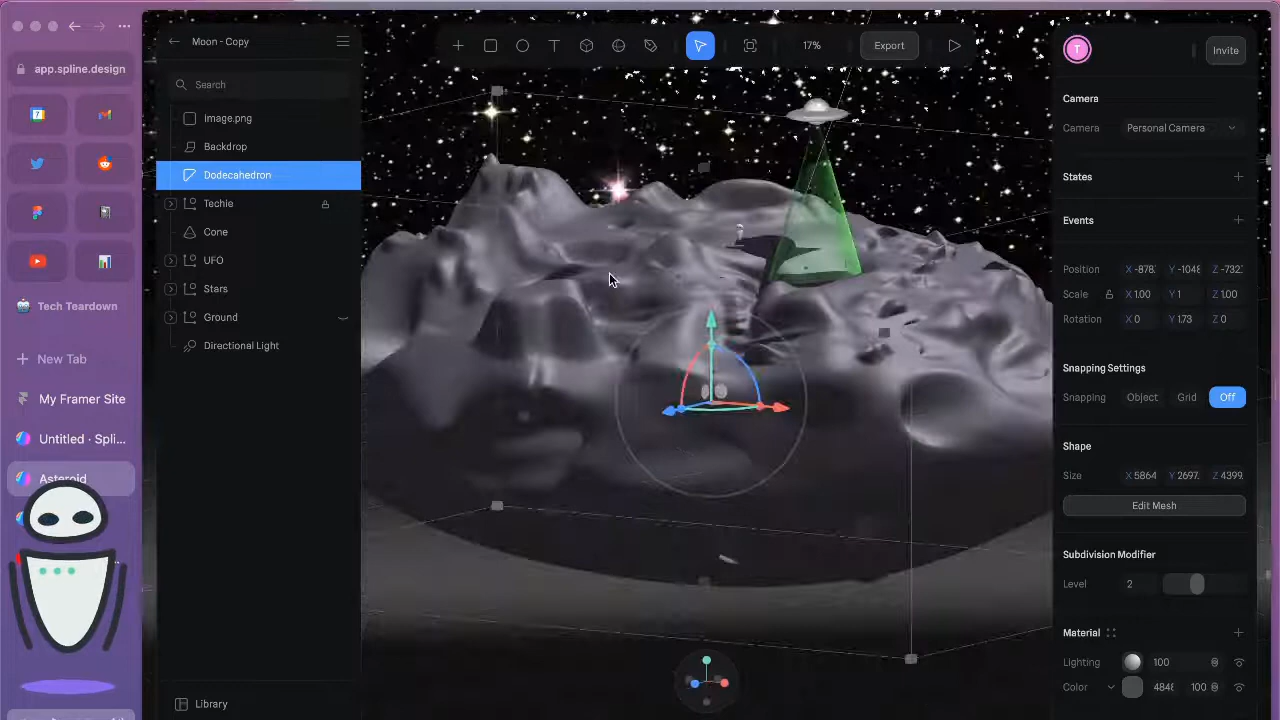 app.spline.design
7
Tech Teardown
New Tab
My Framer Site
Untitled · Spli...
Asteroid
Moon - Copy
Search
Image.png
Backdrop
Dodecahedron
Techie
Cone
UFO
Stars
Ground
Directional Light
Library
T
17%
Export
T
Invite
Camera
Camera Personal Camera
States
Events
Position X -878. Y -1048 Z -732.
Scale X 1.00 Y 1 Z 1.00
Rotation X 0 Y 1.73 Z 0
Snapping Settings
Snapping Object Grid Off
Shape
Size X 5864 Y 2697. Z 4399.
Edit Mesh
Subdivision Modifier
Level 2
Material
Lighting 100
Color 484 100